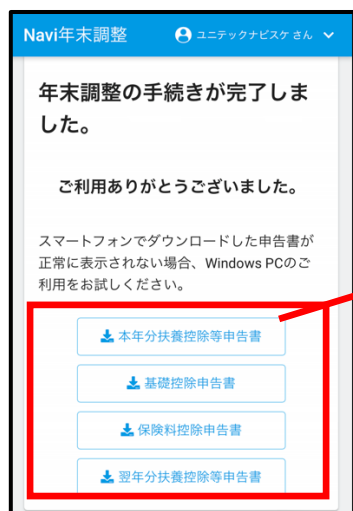 Navi年末調整 ユニテックナビスケ さん
年末調整の手続きが完了しま
した。
ご利用ありがとうございました。
スマートフォンでダウンロードした申告書が
正常に表示されない場合、Windows PCのご
利用をお試しください。
本年分扶養控除等申告書
基礎控除申告書
保険料控除申告書
翌年分扶養控除等申告書